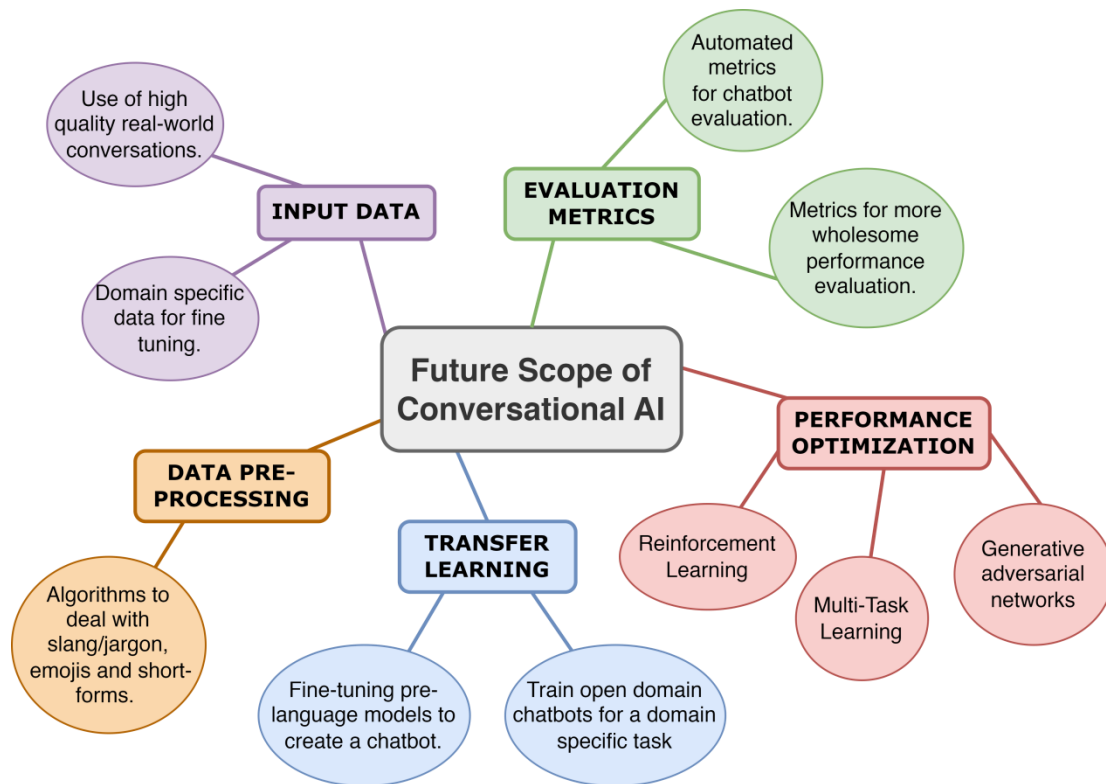 Automated
metrics
for chatbot
evaluation.
Use of high
quality real-world
conversations.
INPUT DATA
EVALUATION
METRICS
Metrics for more
wholesome
performance
evaluation.
Domain specific
data for fine
tuning.
Future Scope of
Conversational AI
PERFORMANCE
OPTIMIZATION
DATA PRE-
PROCESSING
TRANSFER
LEARNING
Reinforcement
Learning
Multi-Task
Learning
Generative
adversarial
networks
Algorithms to
deal with
slang/jargon,
emojis and short-
forms.
Fine-tuning pre-
language models to
create a chatbot.
Train open domain
chatbots for a domain
specific task